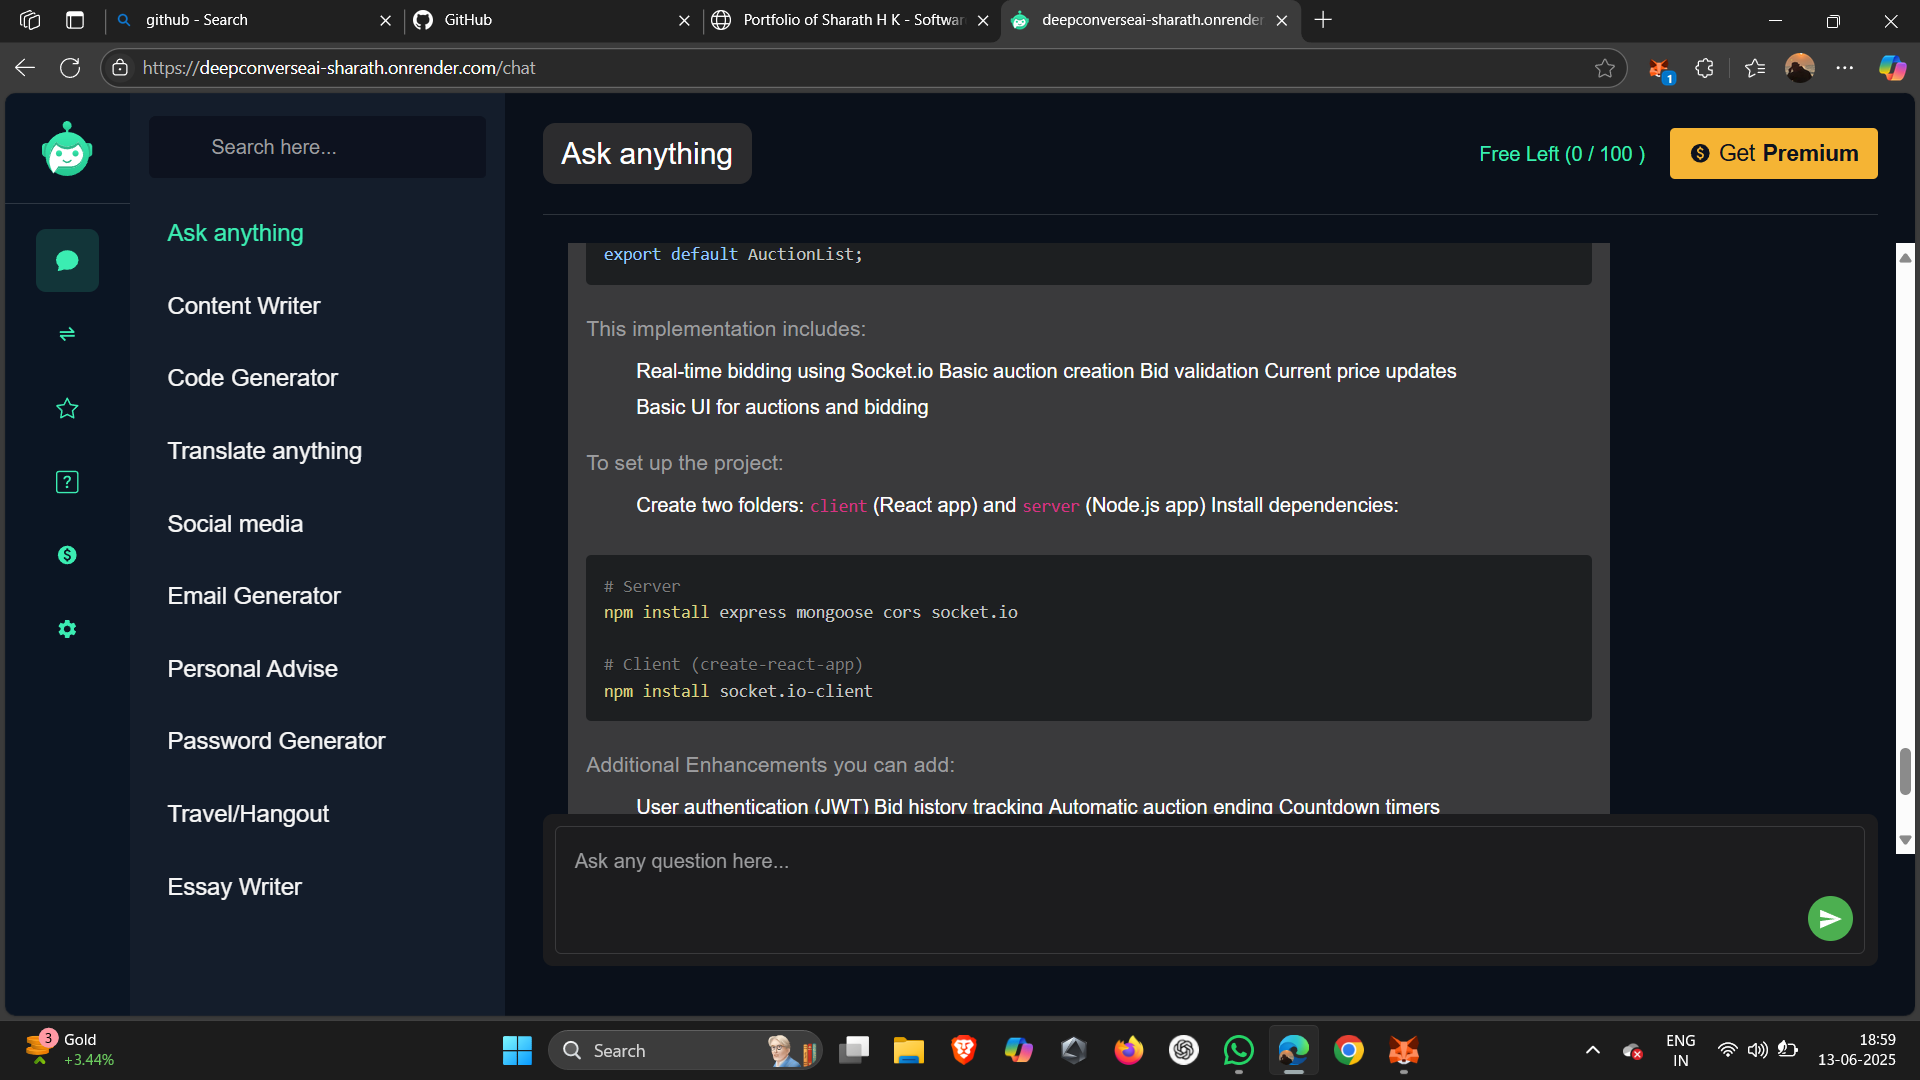 github - Search
GitHub
Portfolio of Sharath H K - Softwar
deepconverseai-sharath.onrender
https://deepconverseai-sharath.onrender.com/chat
1
Search here...
Ask anything
Free Left (0 / 100 )
$ Get Premium
Ask anything
Content Writer
Code Generator
Translate anything
Social media
Email Generator
Personal Advise
Password Generator
Travel/Hangout
Essay Writer
export default AuctionList;
This implementation includes:
Real-time bidding using Socket.io Basic auction creation Bid validation Current price updates
Basic UI for auctions and bidding
To set up the project:
Create two folders: client (React app) and server (Node.js app) Install dependencies:
# Server
npm install express mongoose cors socket.io
# Client (create-react-app)
npm install socket.io-client
Additional Enhancements you can add:
User authentication (JWT) Bid history tracking Automatic auction ending Countdown timers
Ask any question here...
3
Gold
+3.44%
Search
ENG
IN
18:59
13-06-2025